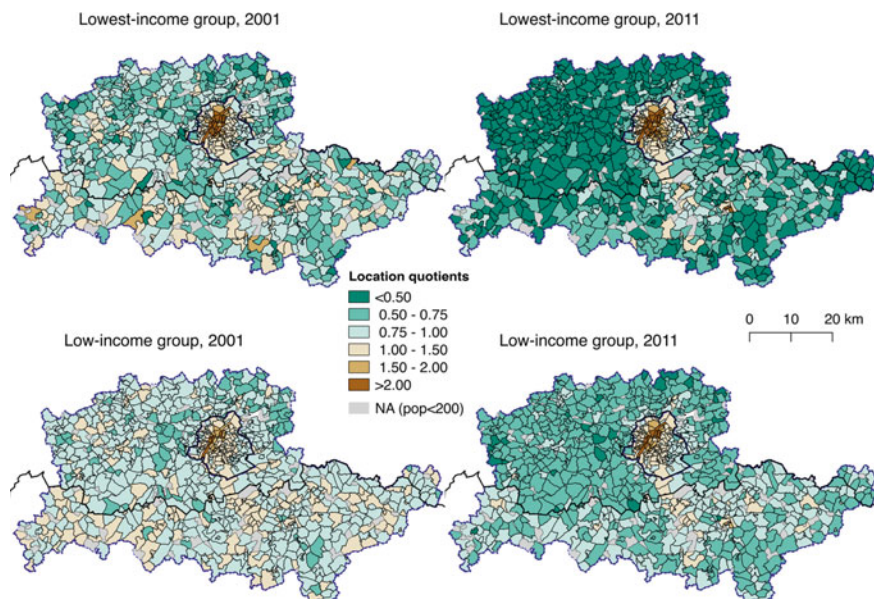 Lowest-income group, 2001
Lowest-income group, 2011
Location quotients
<0.50
0.50 - 0.75
0.75 - 1.00
1.00 - 1.50
1.50 - 2.00
>2.00
NA (pop<200)
0 10 20 km
Low-income group, 2001
Low-income group, 2011